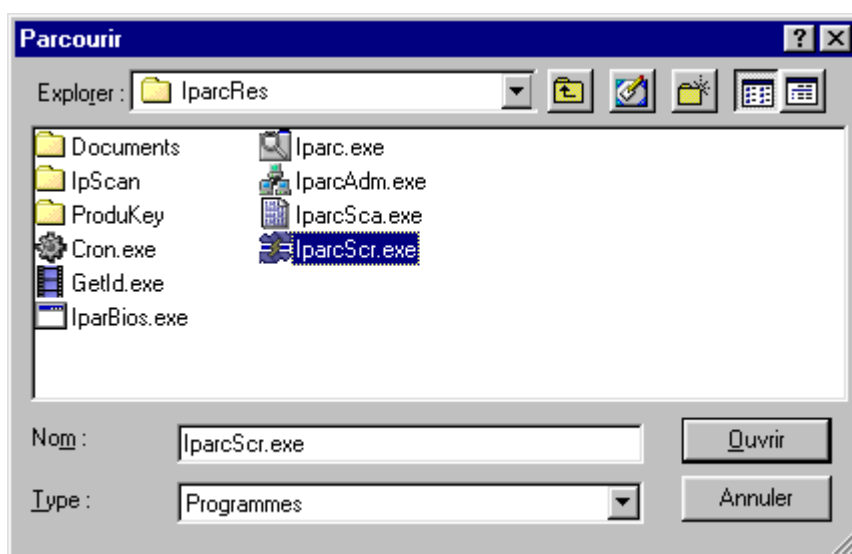 Parcourir
Explorer : IparcRes
Documents
IpScan
ProduKey
Cron.exe
GetId.exe
IparBios.exe
Iparc.exe
IparcAdm.exe
IparcSca.exe
IparcScr.exe
Nom : IparcScr.exe
Ouvrir
Type : Programmes
Annuler